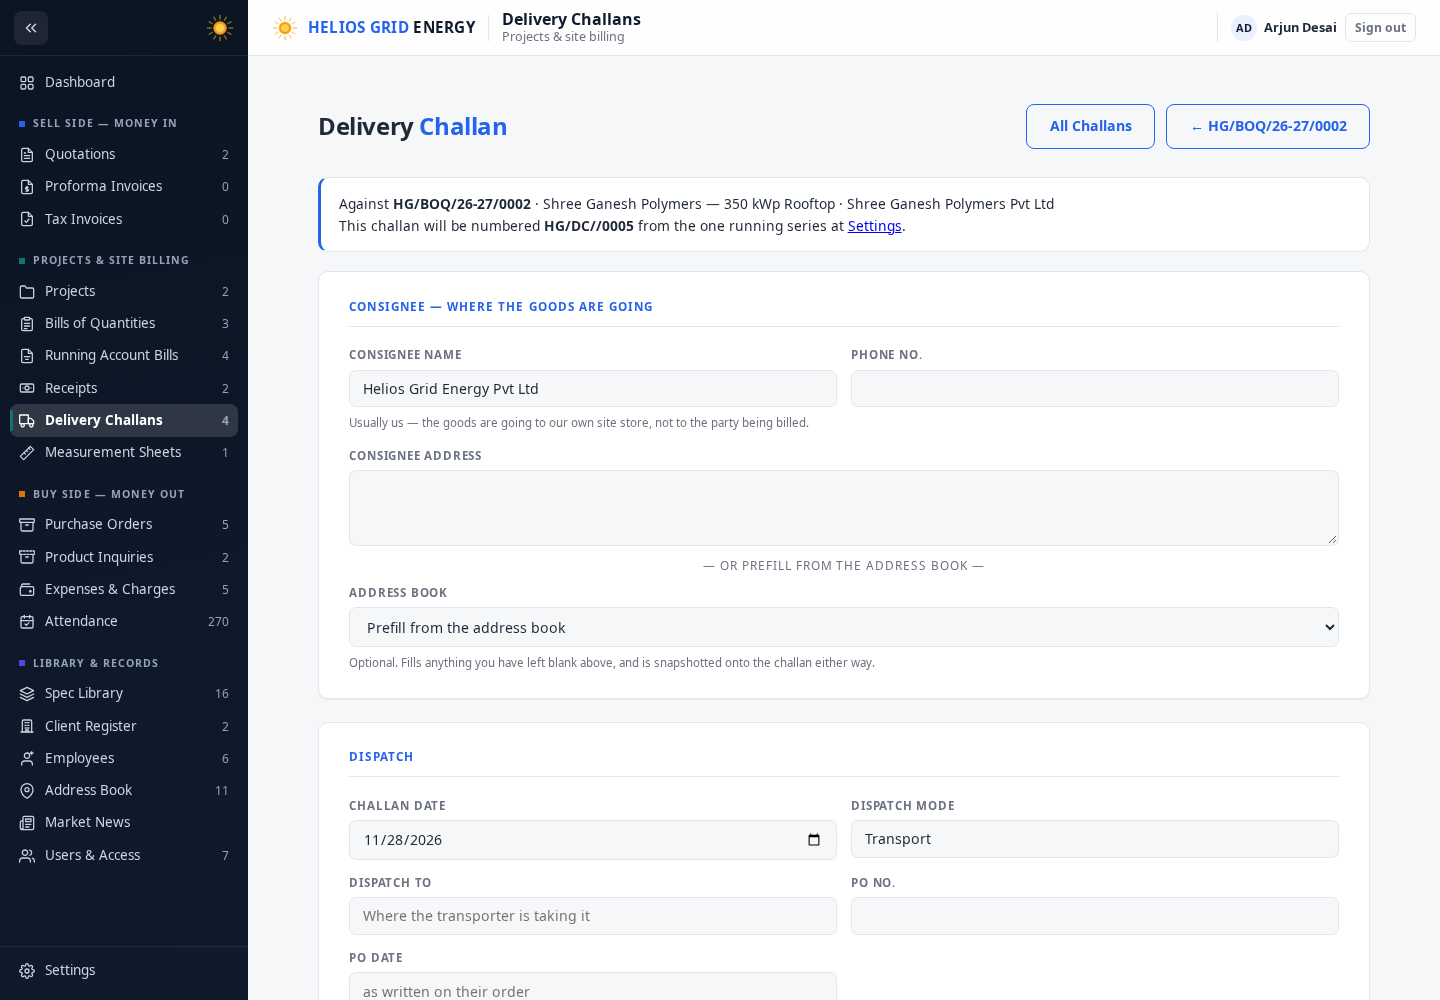 HELIOS GRID ENERGY
Delivery Challans
Projects & site billing
AD
Arjun Desai
Sign out
Dashboard
SELL SIDE — MONEY IN
Quotations 2
Proforma Invoices 0
Tax Invoices 0
PROJECTS & SITE BILLING
Projects 2
Bills of Quantities 3
Running Account Bills 4
Receipts 2
Delivery Challans 4
Measurement Sheets 1
BUY SIDE — MONEY OUT
Purchase Orders 5
Product Inquiries 2
Expenses & Charges 5
Attendance 270
LIBRARY & RECORDS
Spec Library 16
Client Register 2
Employees 6
Address Book 11
Market News
Users & Access 7
Settings
Delivery Challan
All Challans
← HG/BOQ/26-27/0002
Against HG/BOQ/26-27/0002 · Shree Ganesh Polymers — 350 kWp Rooftop · Shree Ganesh Polymers Pvt Ltd
This challan will be numbered HG/DC//0005 from the one running series at Settings.
CONSIGNEE — WHERE THE GOODS ARE GOING
CONSIGNEE NAME
PHONE NO.
Helios Grid Energy Pvt Ltd
Usually us — the goods are going to our own site store, not to the party being billed.
CONSIGNEE ADDRESS
— OR PREFILL FROM THE ADDRESS BOOK —
ADDRESS BOOK
Prefill from the address book
Optional. Fills anything you have left blank above, and is snapshotted onto the challan either way.
DISPATCH
CHALLAN DATE
DISPATCH MODE
11/28/2026
Transport
DISPATCH TO
PO NO.
Where the transporter is taking it
PO DATE
as written on their order